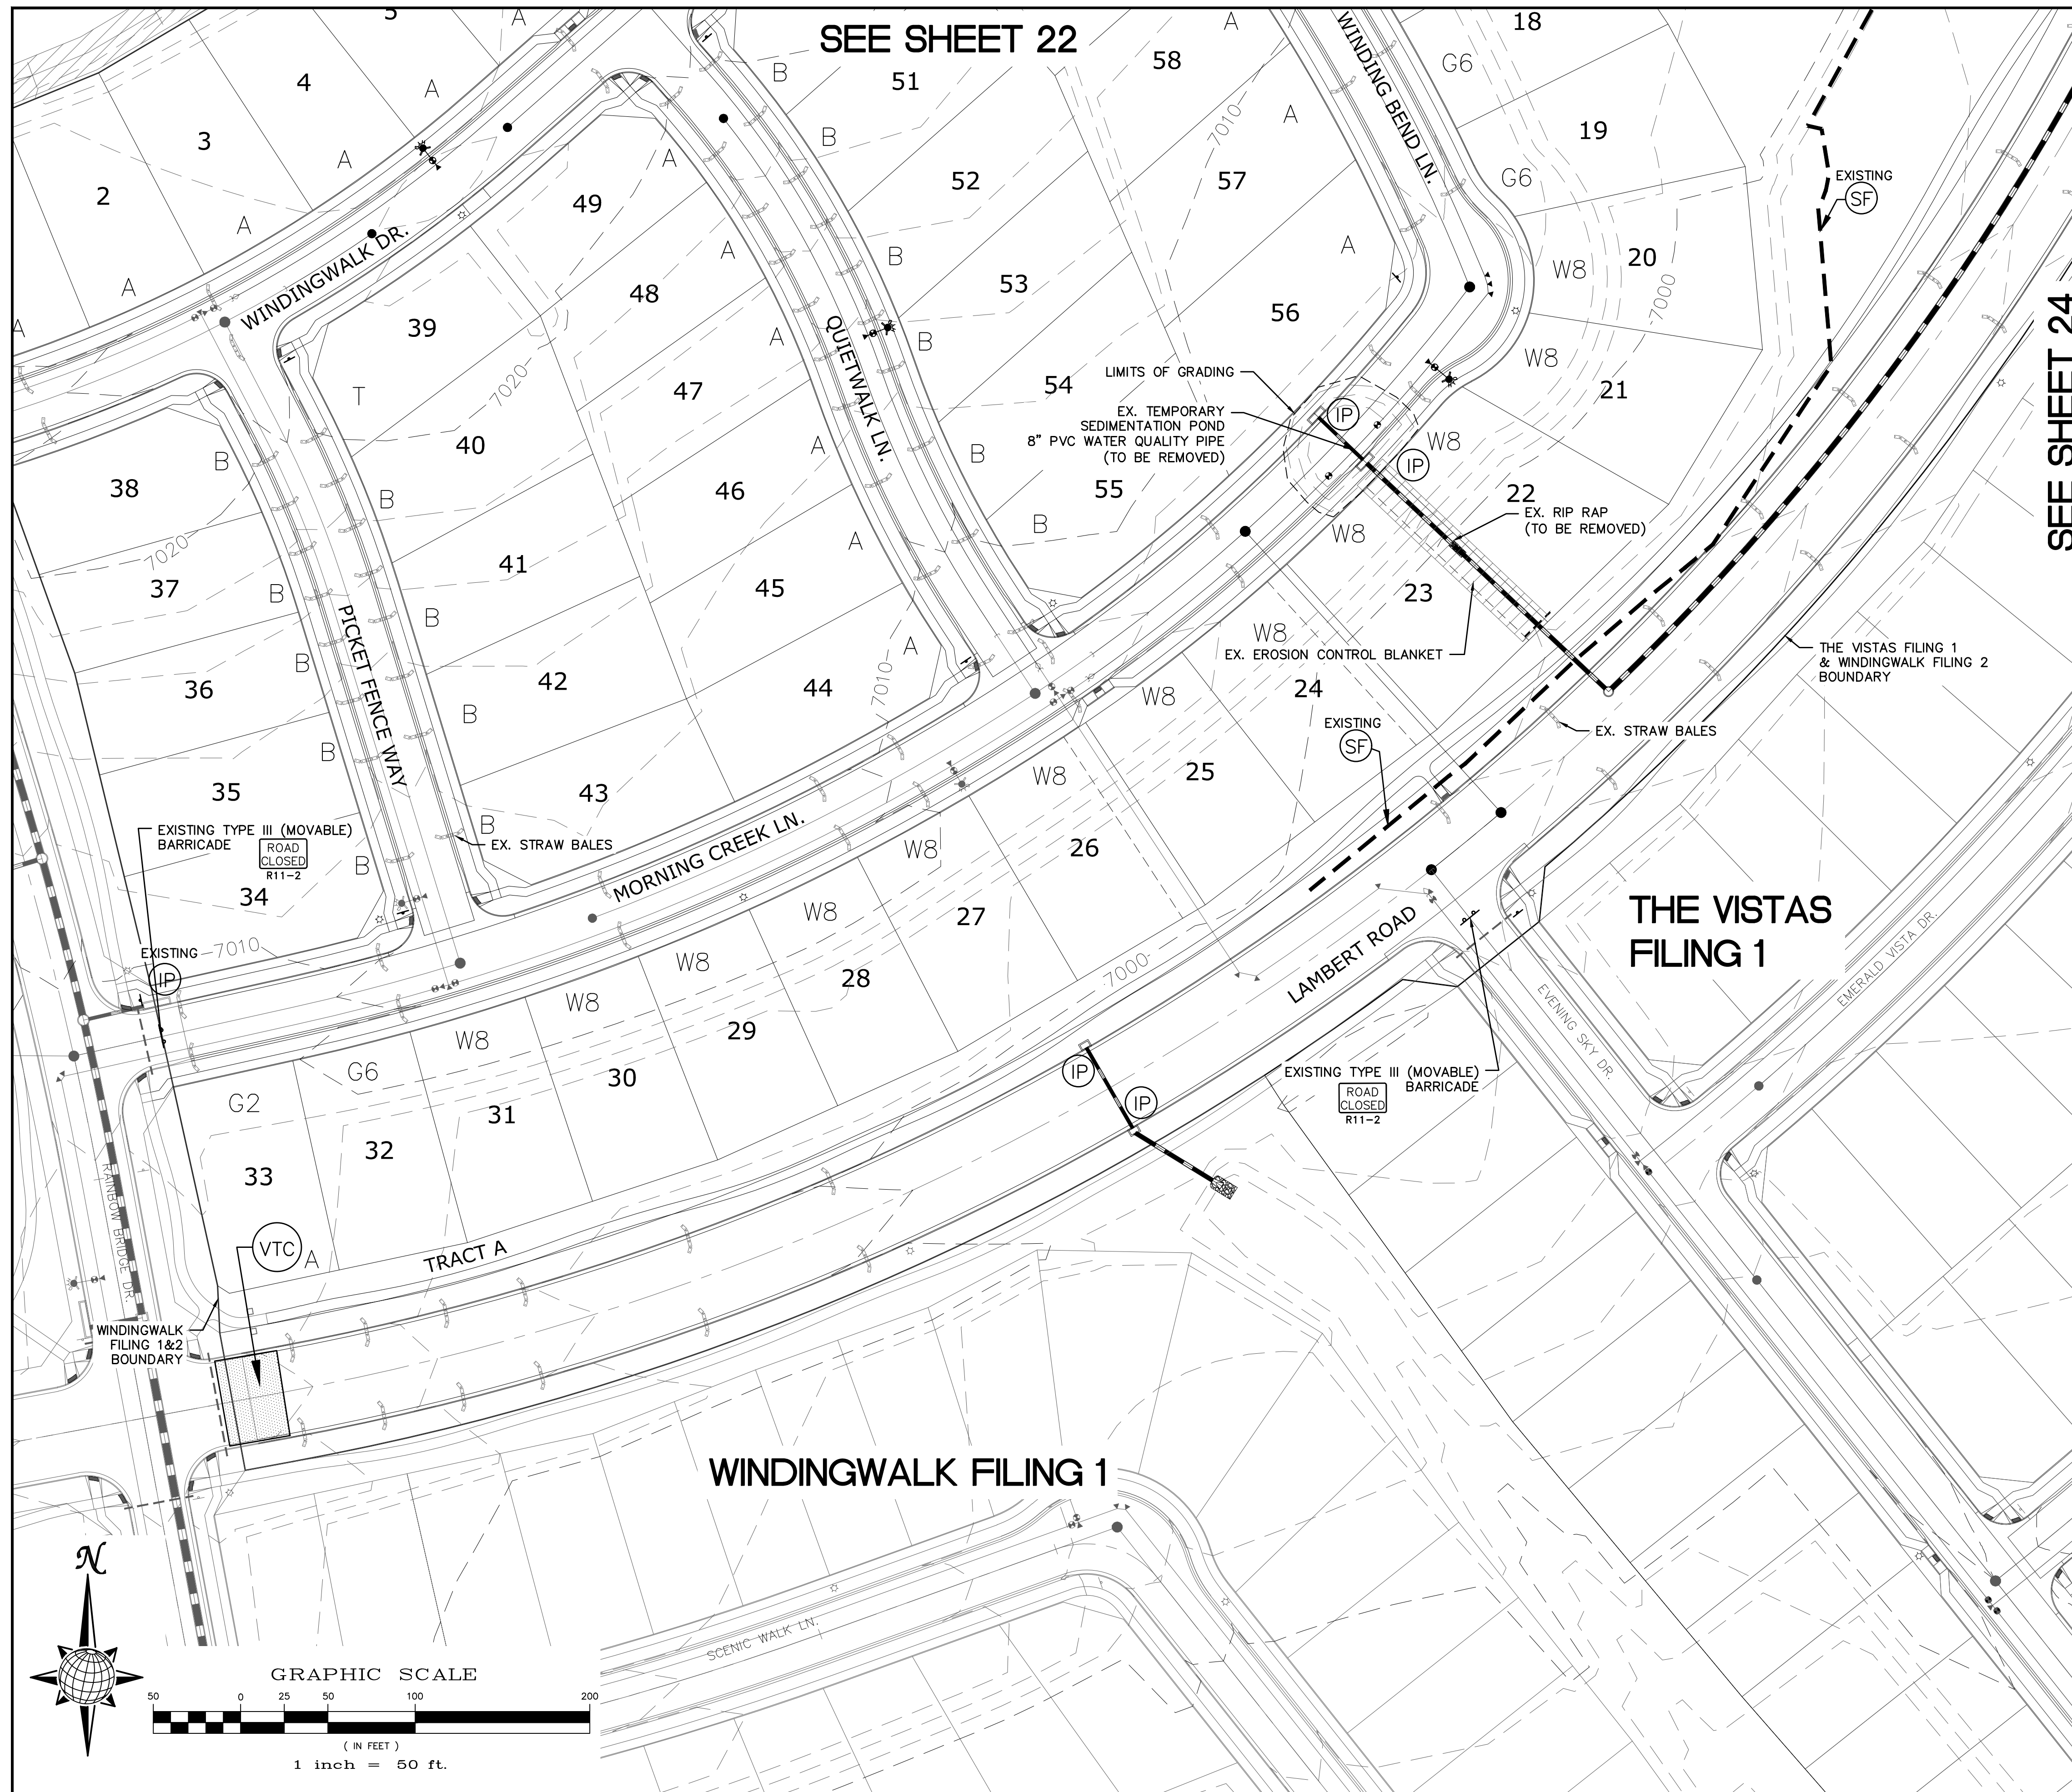 SEE SHEET 22
SEE SHEET 24
5
A
4
A
3
A
2
A
A
A
B
51
B
52
58
A
A
7010
57
WINDING BEND LN.
18
G6
19
G6
EXISTING
SF
WINDINGWALK DR.
49
A
48
A
39
T
7020
40
47
A
46
A
45
A
44
A
7010
QUIETWALK LN.
B
53
B
54
B
55
B
A
56
W8
20
7000
W8
21
W8
22
LIMITS OF GRADING
IP
EX. TEMPORARY
SEDIMENTATION POND
8" PVC WATER QUALITY PIPE
(TO BE REMOVED)
IP
W8
EX. RIP RAP
(TO BE REMOVED)
23
W8
EX. EROSION CONTROL BLANKET
24
W8
THE VISTAS FILING 1
& WINDINGWALK FILING 2
BOUNDARY
EX. STRAW BALES
EXISTING
SF
38
B
7020
37
B
36
B
35
B
34
B
PICKET FENCE WAY
B
41
B
42
B
43
B
EX. STRAW BALES
EXISTING TYPE III (MOVABLE)
BARRICADE
ROAD
CLOSED
R11-2
EXISTING
7010
IP
MORNING CREEK LN.
W8
25
W8
26
W8
27
W8
28
W8
29
W8
30
G6
31
G2
32
33
7000
LAMBERT ROAD
THE VISTAS
FILING 1
EMERALD VISTA DR.
EVENING SKY DR.
EXISTING TYPE III (MOVABLE)
BARRICADE
ROAD
CLOSED
R11-2
IP
IP
RAINBOW BRIDGE DR.
VTC
A
TRACT A
WINDINGWALK
FILING 1&2
BOUNDARY
WINDINGWALK FILING 1
SCENIC WALK LN.
N
GRAPHIC SCALE
50 0 25 50 100 200
( IN FEET )
1 inch = 50 ft.